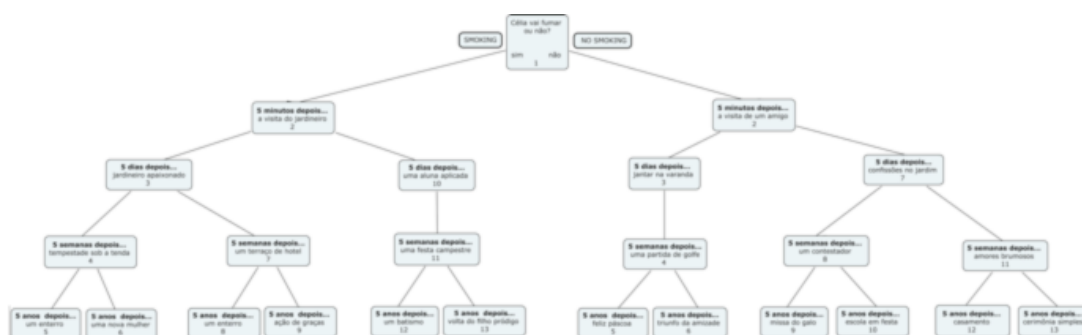 Célia vai fumar
ou não?
SMOKING
NO SMOKING
sim não
1
5 minutos depois...
a visita do jardineiro
2
5 minutos depois...
a visita de um amigo
2
5 dias depois...
jardineiro apaixonado
3
5 dias depois...
uma aluna aplicada
10
5 dias depois...
jantar na varanda
3
5 dias depois...
confissões no jardim
7
5 semanas depois...
tempestade sob a tenda
4
5 semanas depois...
um terraço de hotel
7
5 semanas depois...
uma festa campestre
11
5 semanas depois...
uma partida de golfe
4
5 semanas depois...
um contestador
8
5 semanas depois...
amores brumosos
11
5 anos depois...
um enterro
5
5 anos depois...
uma nova mulher
6
5 anos depois...
um enterro
8
5 anos depois...
ação de graças
9
5 anos depois...
um batismo
12
5 anos depois...
volta do filho pródigo
13
5 anos depois...
feliz páscoa
5
5 anos depois...
triunfo da amizade
6
5 anos depois...
missa do galo
9
5 anos depois...
escola em festa
10
5 anos depois...
casamento
12
5 anos depois...
cerimônia simples
13